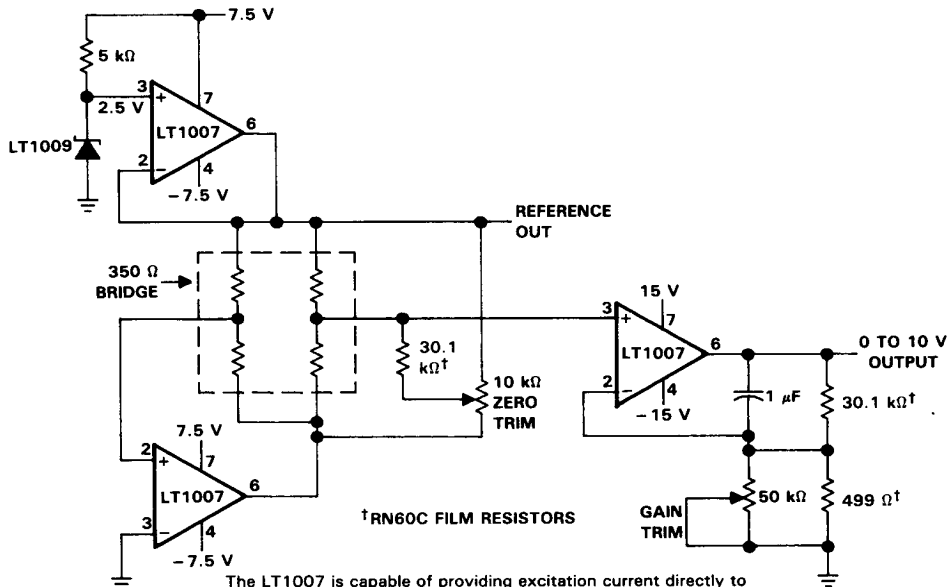 7.5 V
5 kΩ
3
+
7
2.5 V
LT1007
6
LT1009
2
−
4
−7.5 V
REFERENCE
OUT
350 Ω
BRIDGE
15 V
3
+
7
0 TO 10 V
OUTPUT
LT1007
6
30.1
kΩ†
2
−
4
−15 V
1 µF
30.1 kΩ†
10 kΩ
ZERO
TRIM
7.5 V
2
+
7
LT1007
6
3
−
4
−7.5 V
†RN60C FILM RESISTORS
GAIN
TRIM
50 kΩ
499 Ω†
The LT1007 is capable of providing excitation current directly to